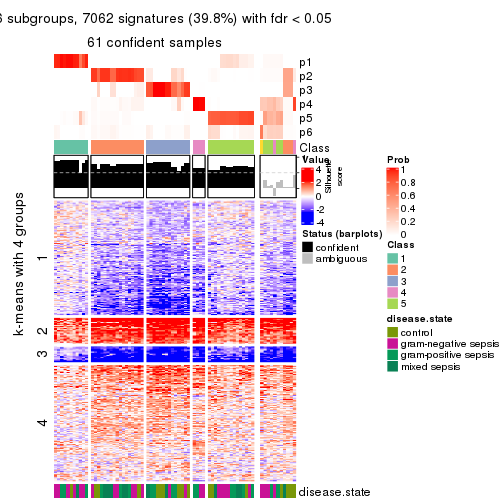 6 subgroups, 7062 signatures (39.8%) with fdr < 0.05
61 confident samples
p1
p2
p3
p4
p5
p6
Class
Value
4
2
0
-2
-4
Silhouette
score
Prob
1
0.8
0.6
0.4
0.2
0
Status (barplots)
confident
ambiguous
Class
1
2
3
4
5
disease.state
control
gram-negative sepsis
gram-positive sepsis
mixed sepsis
k-means with 4 groups
1
2
3
4
disease.state